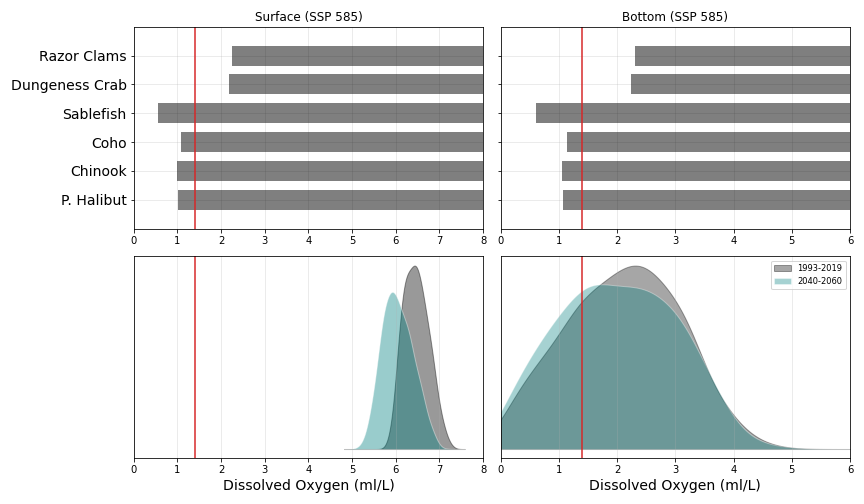 Surface (SSP 585)
Bottom (SSP 585)
Razor Clams
Dungeness Crab
Sablefish
Coho
Chinook
P. Halibut
0 1 2 3 4 5 6 7 8
0 1 2 3 4 5 6
1993-2019
2040-2060
0 1 2 3 4 5 6 7 8
0 1 2 3 4 5 6
Dissolved Oxygen (ml/L)
Dissolved Oxygen (ml/L)